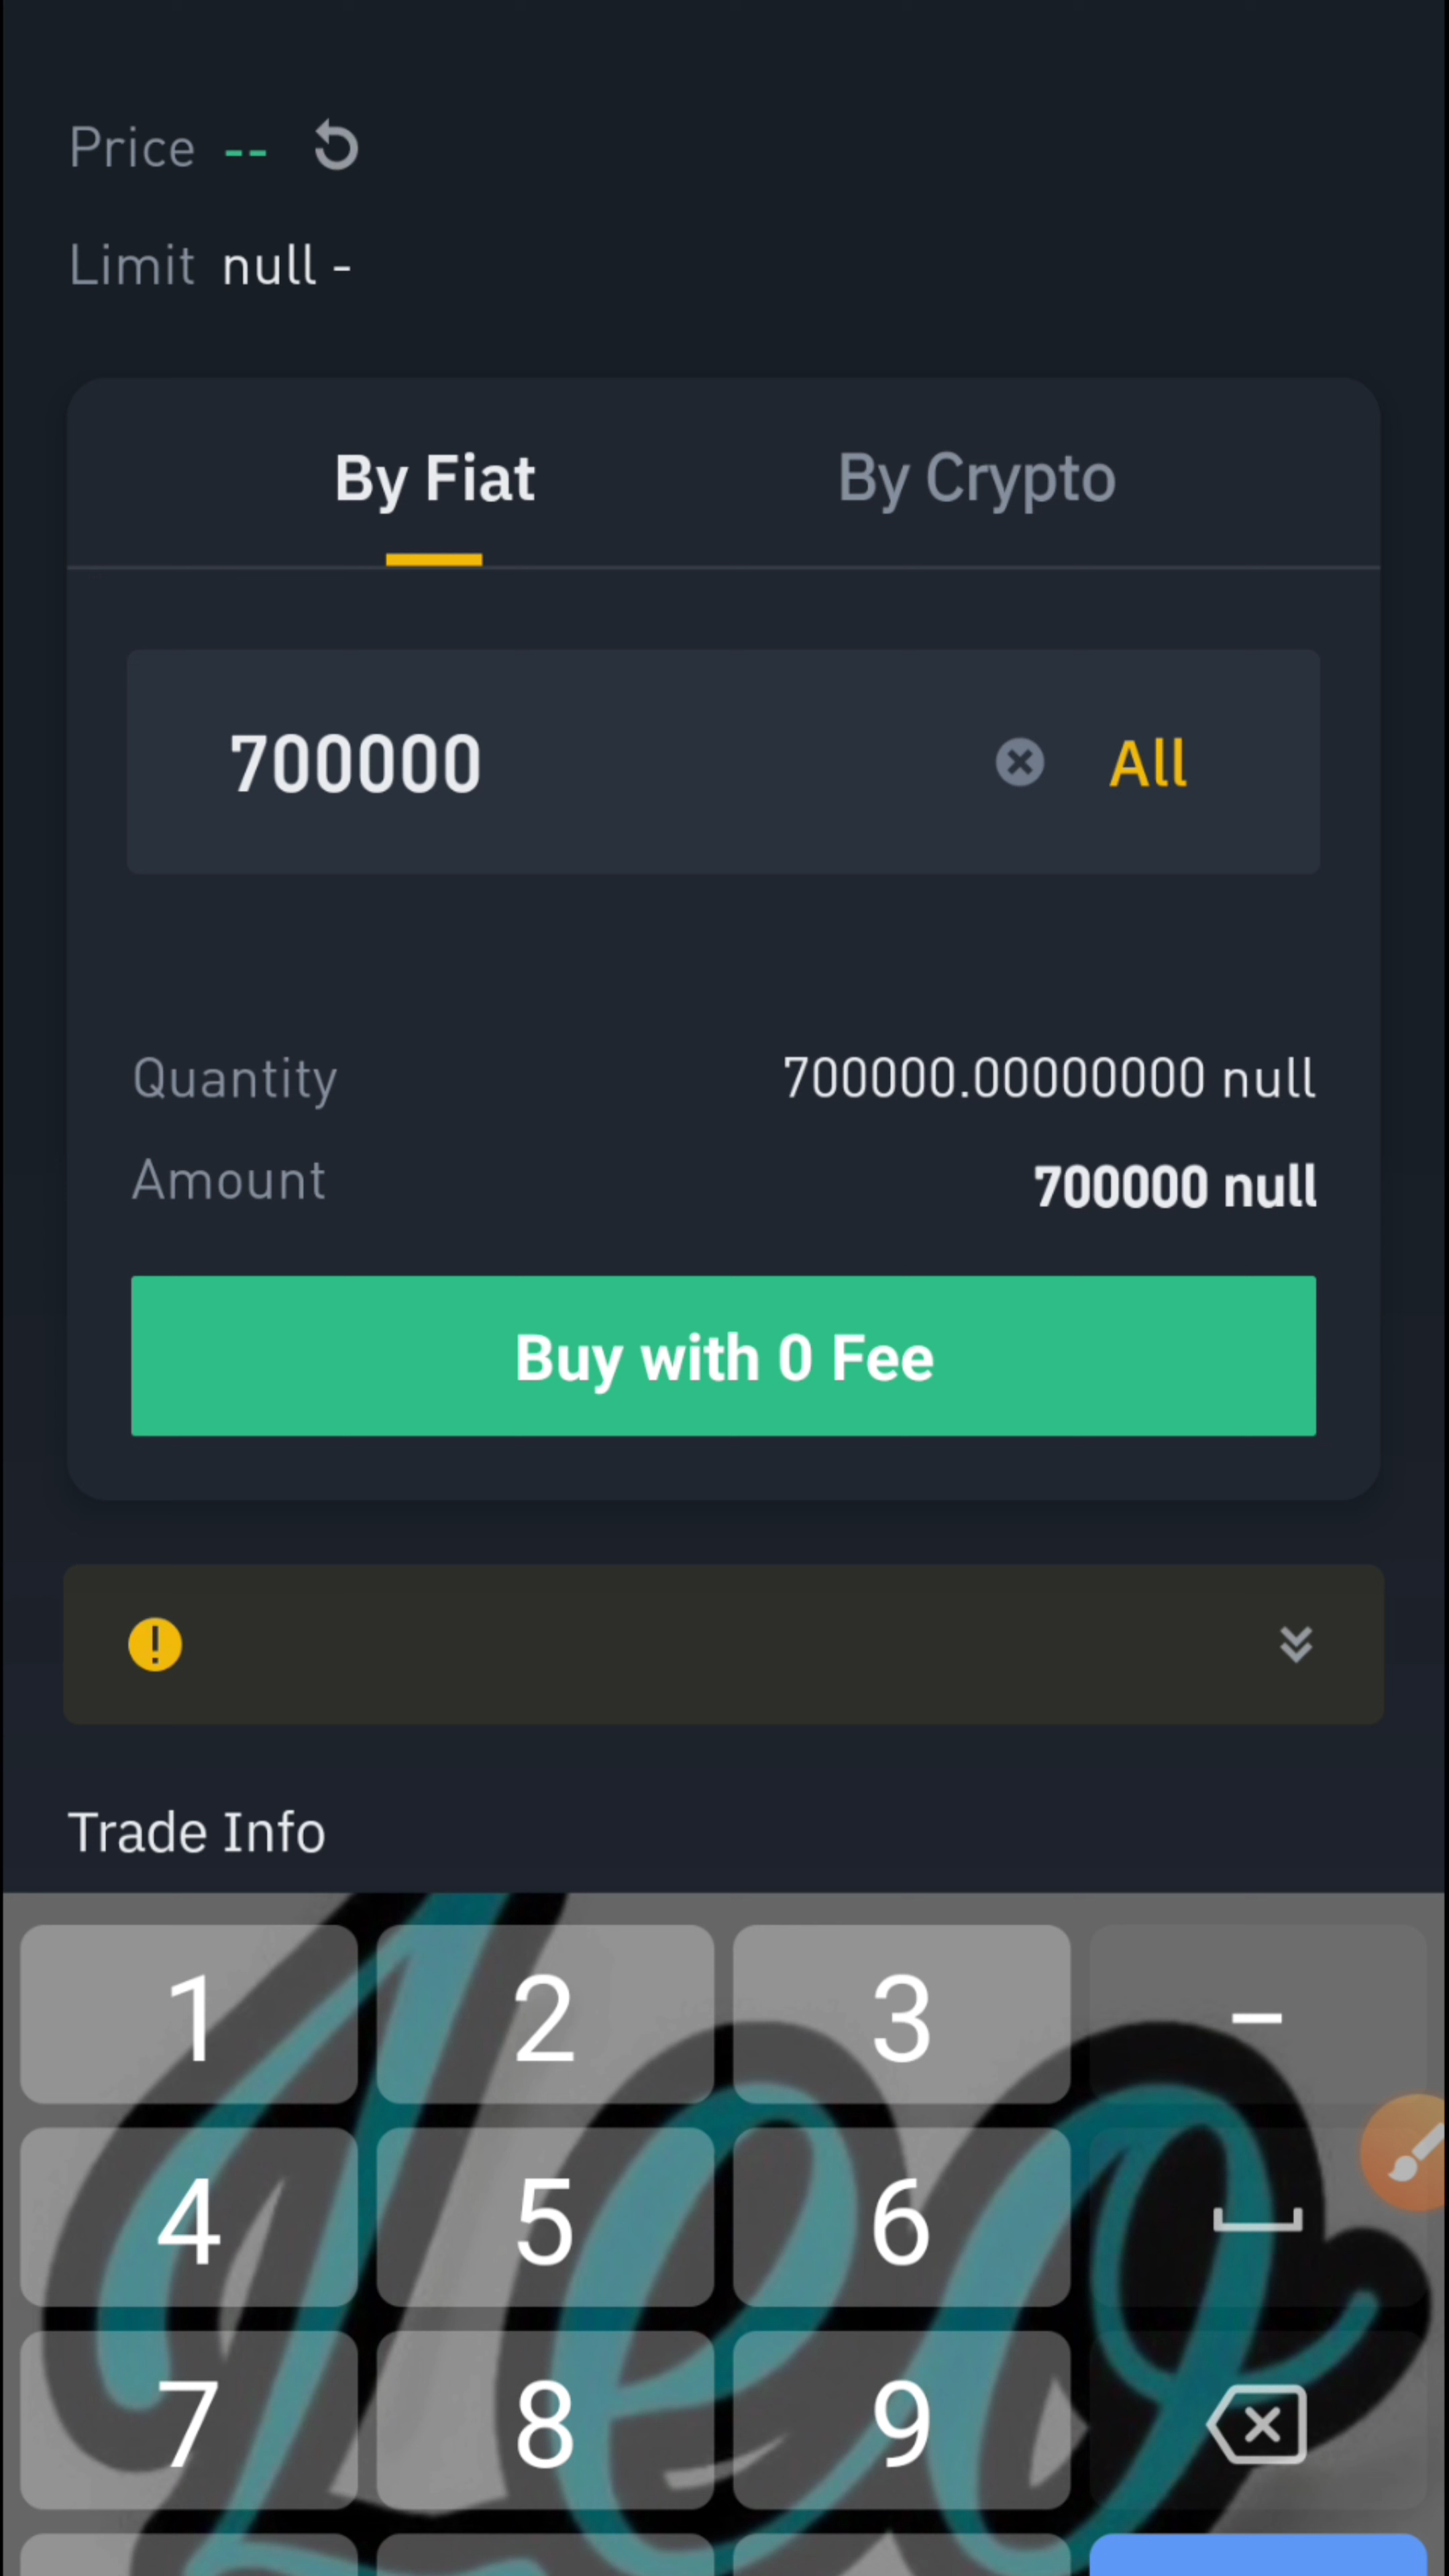 Price --
Limit null -
By Fiat By Crypto
700000 All
Quantity 700000.00000000 null
Amount 700000 null
Buy with 0 Fee
Trade Info
1 2 3 -
4 5 6
7 8 9
Leo